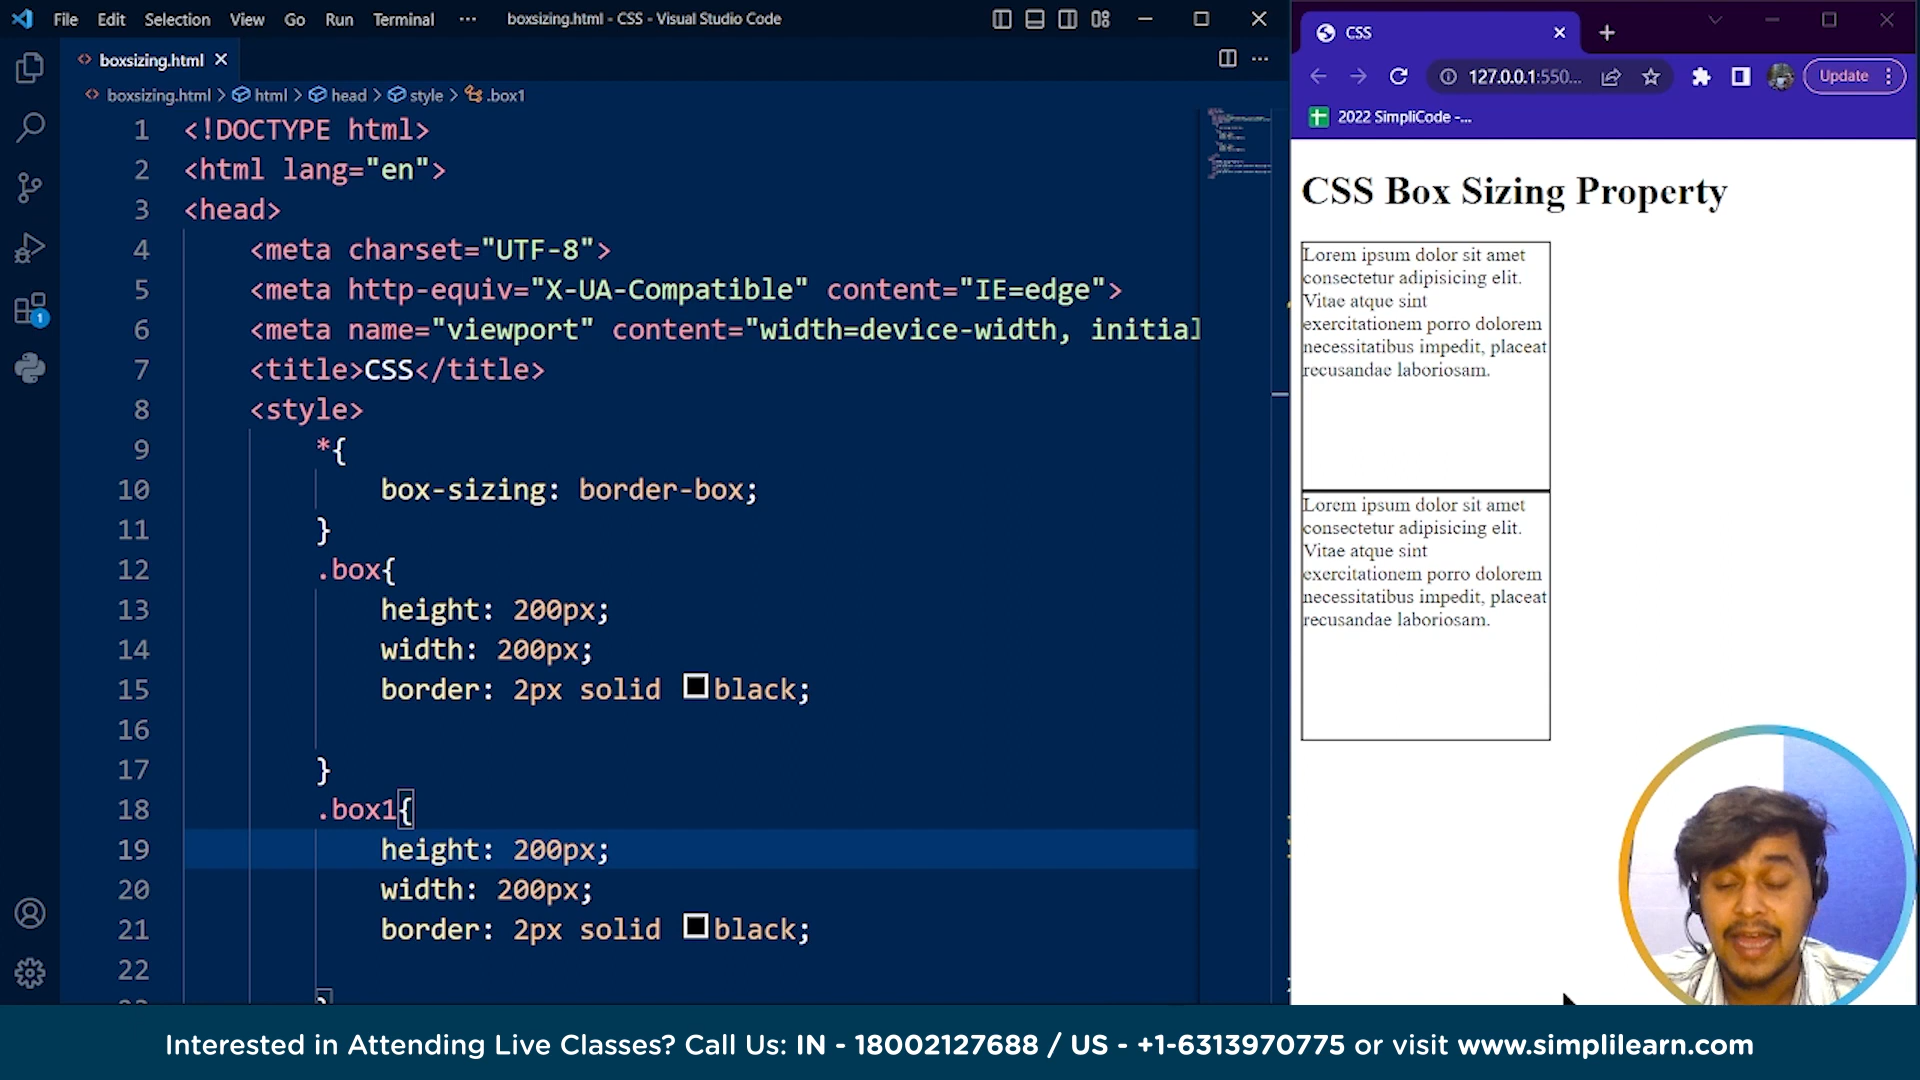 File Edit Selection View Go Run Terminal ··· boxsizing.html - CSS - Visual Studio Code
boxsizing.html
boxsizing.html > html > head > style > .box1
1 <!DOCTYPE html>
2 <html lang="en">
3 <head>
4 <meta charset="UTF-8">
5 <meta http-equiv="X-UA-Compatible" content="IE=edge">
6 <meta name="viewport" content="width=device-width, initial
7 <title>CSS</title>
8 <style>
9 *{
10 box-sizing: border-box;
11 }
12 .box{
13 height: 200px;
14 width: 200px;
15 border: 2px solid black;
16
17 }
18 .box1{
19 height: 200px;
20 width: 200px;
21 border: 2px solid black;
22
1
CSS
127.0.0.1:550... Update
2022 SimpliCode -...
CSS Box Sizing Property
Lorem ipsum dolor sit amet
consectetur adipisicing elit.
Vitae atque sint
exercitationem porro dolorem
necessitatibus impedit, placeat
recusandae laboriosam.
Lorem ipsum dolor sit amet
consectetur adipisicing elit.
Vitae atque sint
exercitationem porro dolorem
necessitatibus impedit, placeat
recusandae laboriosam.
Interested in Attending Live Classes? Call Us: IN - 18002127688 / US - +1-6313970775 or visit www.simplilearn.com